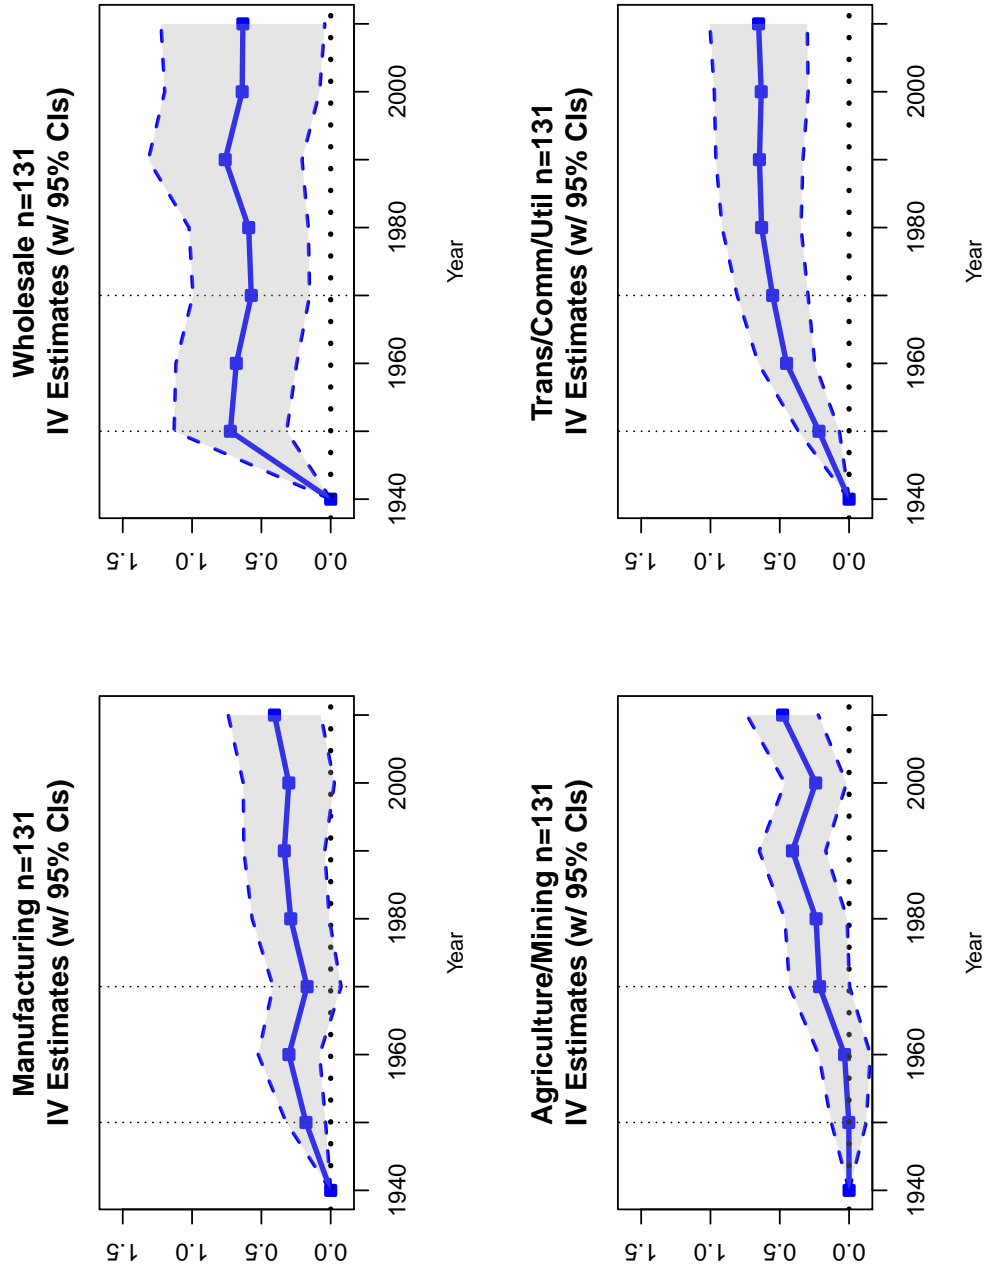 Manufacturing n=131
IV Estimates (w/ 95% CIs)
1.5
1.0
0.5
0.0
1940
1960
1980
2000
Year
Wholesale n=131
IV Estimates (w/ 95% CIs)
1.5
1.0
0.5
0.0
1940
1960
1980
2000
Year
Agriculture/Mining n=131
IV Estimates (w/ 95% CIs)
1.5
1.0
0.5
0.0
1940
1960
1980
2000
Year
Trans/Comm/Util n=131
IV Estimates (w/ 95% CIs)
1.5
1.0
0.5
0.0
1940
1960
1980
2000
Year